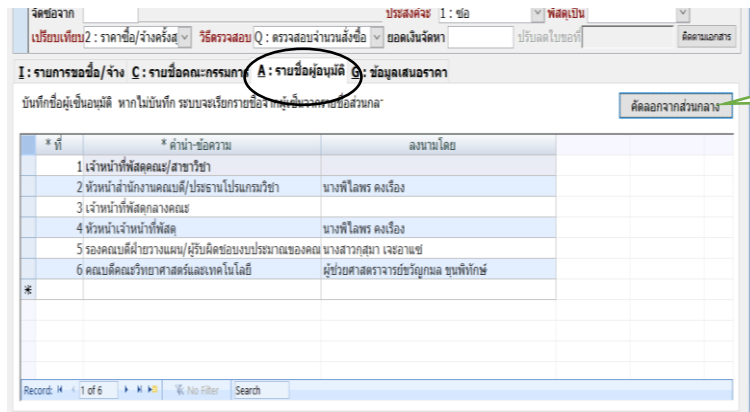 จัดซื้อจาก ประสงค์จะ 1 : ซื้อ พัสดุเป็น
เปรียบเทียบ 2 : ราคาซื้อ/จ้างครั้งสุ วิธีตรวจสอบ Q : ตรวจสอบจำนวนสั่งซื้อ ยอดเงินจัดหา ปรับลดใบขอที่ ติดตามเอกสาร
I : รายการขอซื้อ/จ้าง C : รายชื่อคณะกรรมการ A : รายชื่อผู้อนุมัติ G : ข้อมูลเสนอราคา
บันทึกชื่อผู้เซ็นอนุมัติ หากไม่บันทึก ระบบจะเรียกรายชื่อจากผู้เซ็นจากรายชื่อส่วนกลา คัดลอกจากส่วนกลาง
* ที่ * คำนำ-ข้อความ ลงนามโดย
1 เจ้าหน้าที่พัสดุคณะ/สาขาวิชา
2 หัวหน้าสำนักงานคณบดี/ประธานโปรแกรมวิชา นางพิไลพร คงเรือง
3 เจ้าหน้าที่พัสดุกลางคณะ
4 หัวหน้าเจ้าหน้าที่พัสดุ นางพิไลพร คงเรือง
5 รองคณบดีฝ่ายวางแผน/ผู้รับผิดชอบงบประมาณของคณ นางสาวกุสุมา เจะอาแซ่
6 คณบดีคณะวิทยาศาสตร์และเทคโนโลยี ผู้ช่วยศาสตราจารย์ขวัญกมล ขุนพิทักษ์
Record: 1 of 6 No Filter Search